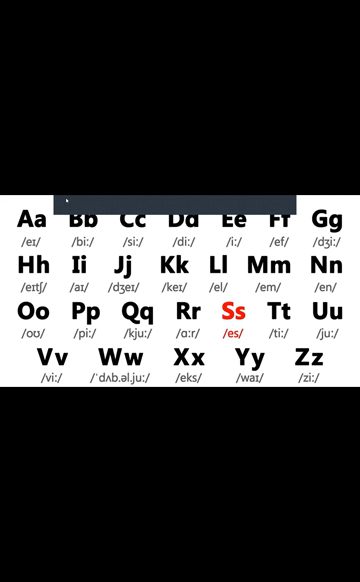 Aa Bb Cc Dd Ee Ff Gg
/eɪ/ /biː/ /siː/ /diː/ /iː/ /ef/ /dʒiː/
Hh Ii Jj Kk Ll Mm Nn
/eɪtʃ/ /aɪ/ /dʒeɪ/ /keɪ/ /el/ /em/ /en/
Oo Pp Qq Rr Ss Tt Uu
/oʊ/ /piː/ /kjuː/ /ɑːr/ /es/ /tiː/ /juː/
Vv Ww Xx Yy Zz
/viː/ /ˈdʌb.əl.juː/ /eks/ /waɪ/ /ziː/